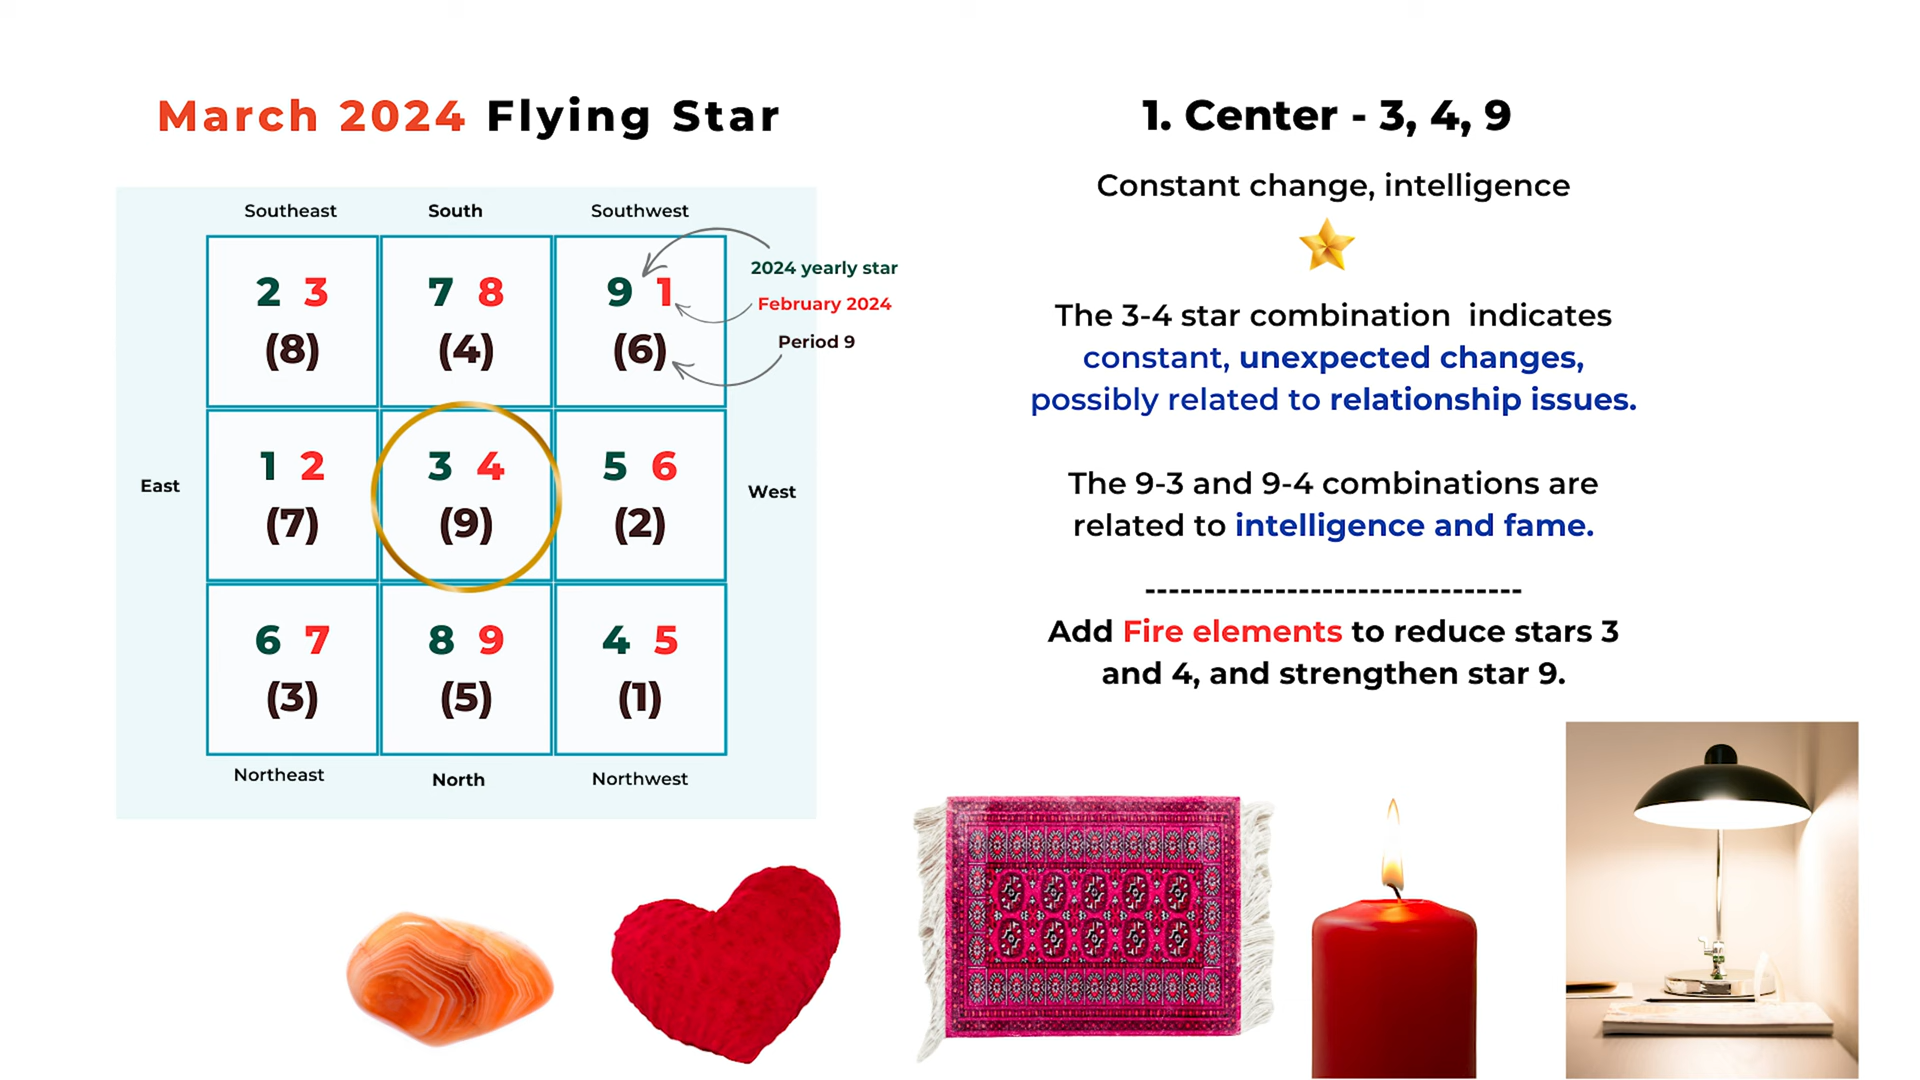 March 2024 Flying Star
Southeast South Southwest
2 3 7 8 9 1
(8) (4) (6)
2024 yearly star
February 2024
Period 9
East
1 2 3 4 5 6
(7) (9) (2)
West
6 7 8 9 4 5
(3) (5) (1)
Northeast North Northwest
1. Center - 3, 4, 9
Constant change, intelligence
The 3-4 star combination indicates
constant, unexpected changes,
possibly related to relationship issues.
The 9-3 and 9-4 combinations are
related to intelligence and fame.
--------------------------------
Add Fire elements to reduce stars 3
and 4, and strengthen star 9.